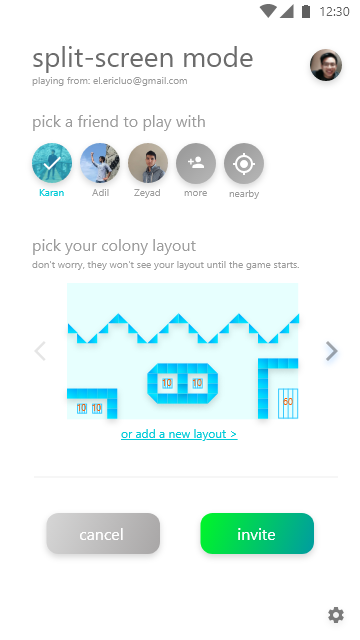 12:30
split-screen mode
playing from: el.ericluo@gmail.com
pick a friend to play with
Karan Adil Zeyad more nearby
pick your colony layout
don't worry, they won't see your layout until the game starts.
10 10 50
10 10
or add a new layout >
cancel invite